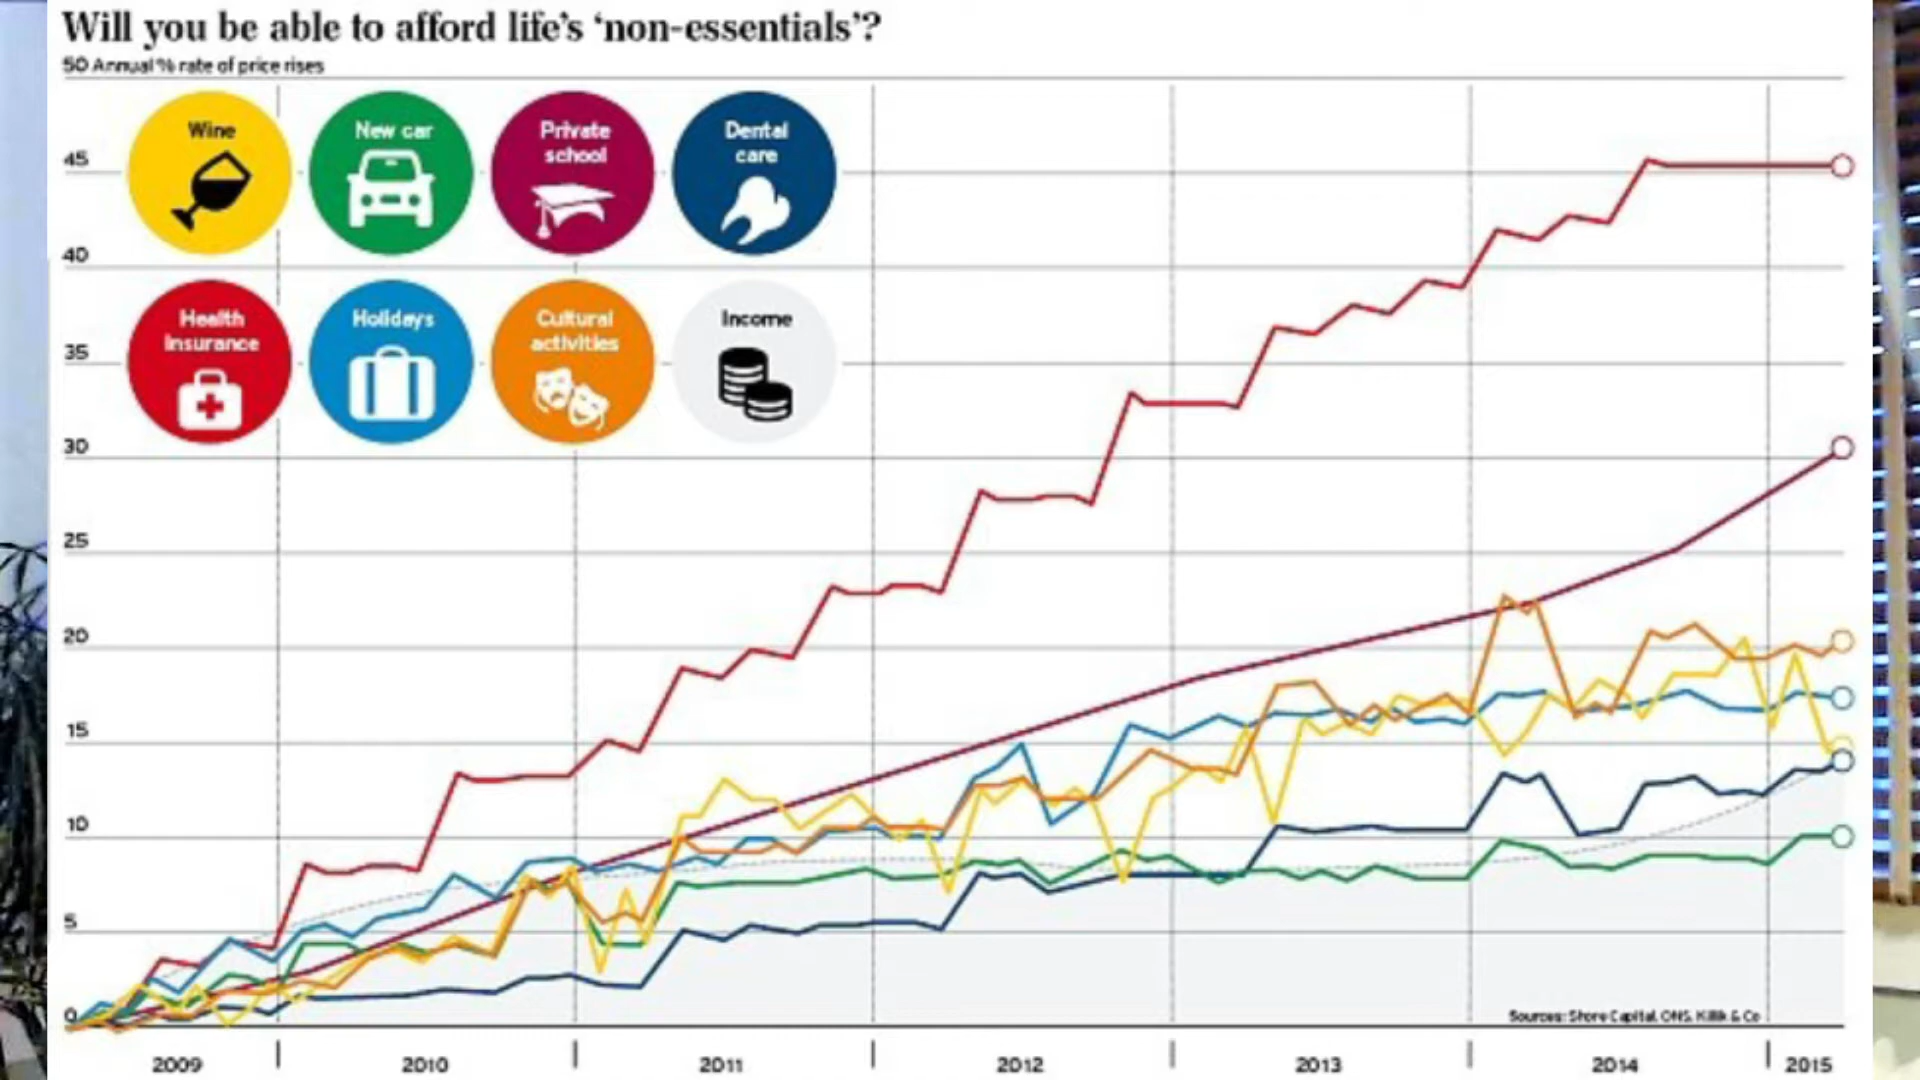 Will you be able to afford life's 'non-essentials'?
50 Annual % rate of price rises
Wine
New car
Private
school
Dental
care
45
40
Health
insurance
Holidays
Cultural
activities
Income
35
30
25
20
15
10
5
0
Sources: Shore Capital, ONS, Killik & Co
2009
2010
2011
2012
2013
2014
2015